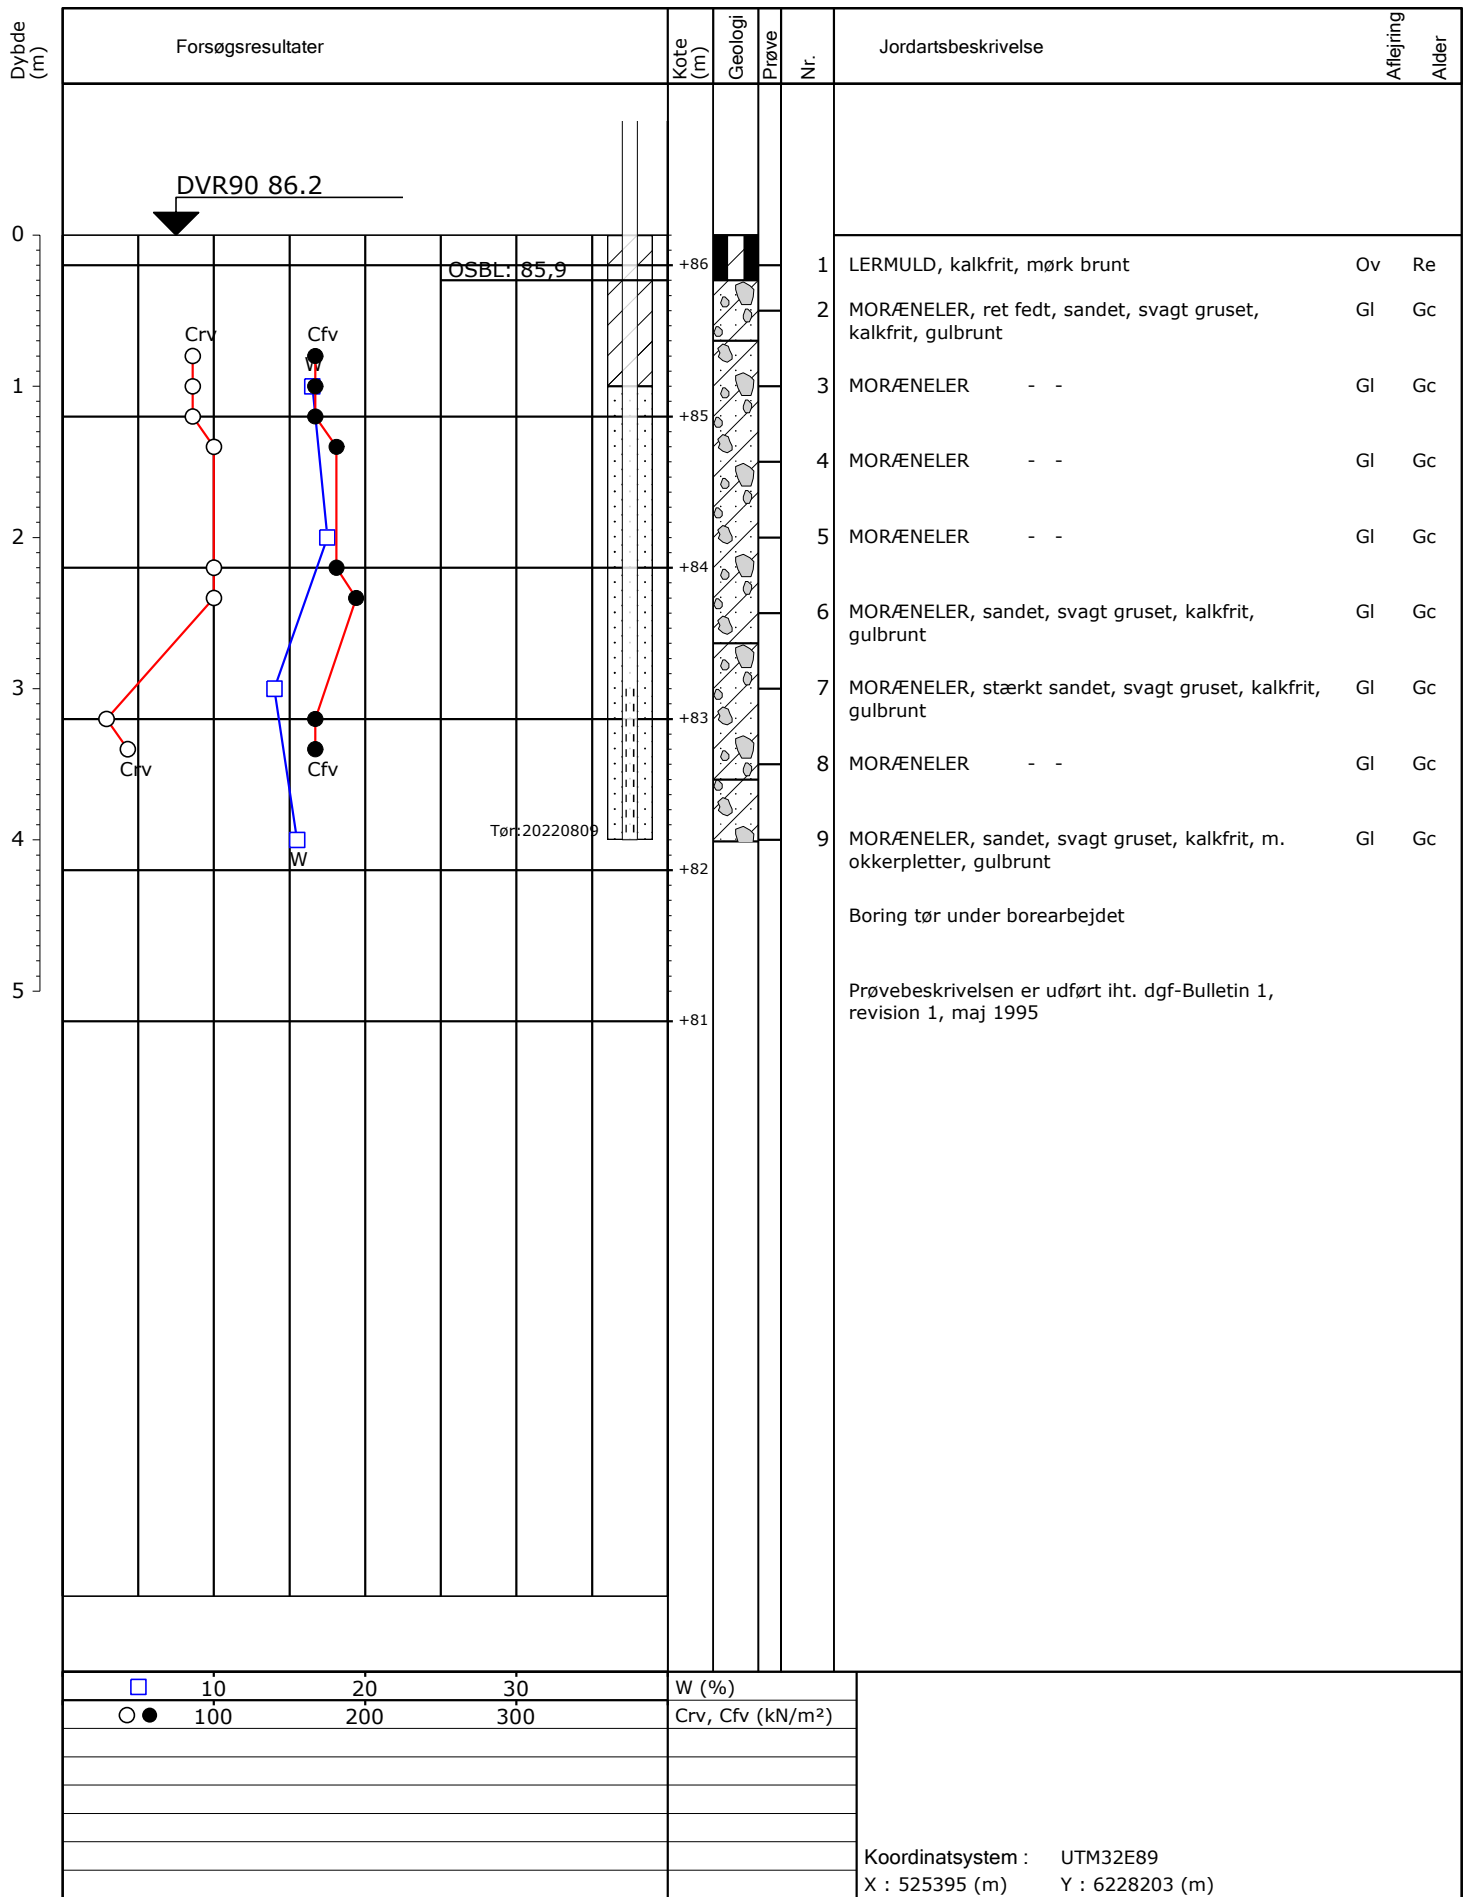 Dybde
(m)
Forsøgsresultater
Kote
(m)
Geologi
Prøve
Nr.
Jordartsbeskrivelse
Aflejring
Alder
DVR90 86.2
0
OSBL: 85,9
+86
1 LERMULD, kalkfrit, mørk brunt Ov Re
2 MORÆNELER, ret fedt, sandet, svagt gruset, Gl Gc
kalkfrit, gulbrunt
Crv Cfv
W
1
3 MORÆNELER - - Gl Gc
+85
4 MORÆNELER - - Gl Gc
2
5 MORÆNELER - - Gl Gc
+84
6 MORÆNELER, sandet, svagt gruset, kalkfrit, Gl Gc
gulbrunt
3
7 MORÆNELER, stærkt sandet, svagt gruset, kalkfrit, Gl Gc
gulbrunt
+83
Crv Cfv
8 MORÆNELER - - Gl Gc
Tør:20220809
4
9 MORÆNELER, sandet, svagt gruset, kalkfrit, m. Gl Gc
okkerpletter, gulbrunt
W
+82
Boring tør under borearbejdet
5
Prøvebeskrivelsen er udført iht. dgf-Bulletin 1,
revision 1, maj 1995
+81
10 20 30 W (%)
100 200 300 Crv, Cfv (kN/m²)
Koordinatsystem : UTM32E89
X : 525395 (m) Y : 6228203 (m)